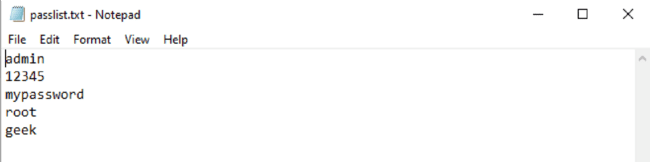 passlist.txt - Notepad
File Edit Format View Help
admin
12345
mypassword
root
geek